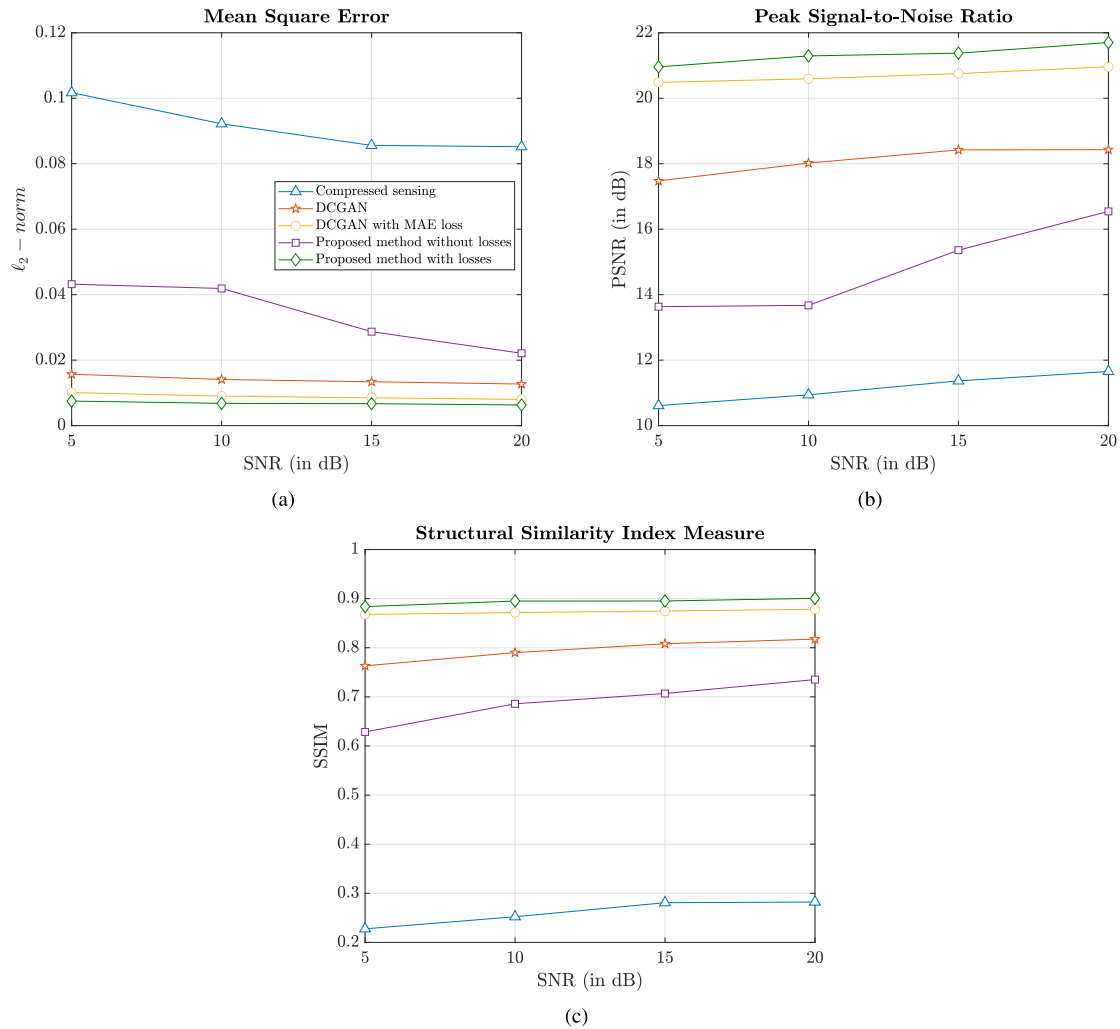 Mean Square Error
0.12
0.1
0.08
0.06
0.04
0.02
0
ℓ₂ − norm
Compressed sensing
DCGAN
DCGAN with MAE loss
Proposed method without losses
Proposed method with losses
5 10 15 20
SNR (in dB)
(a)
Peak Signal-to-Noise Ratio
22
20
18
16
14
12
10
PSNR (in dB)
5 10 15 20
SNR (in dB)
(b)
Structural Similarity Index Measure
1
0.9
0.8
0.7
0.6
0.5
0.4
0.3
0.2
SSIM
5 10 15 20
SNR (in dB)
(c)